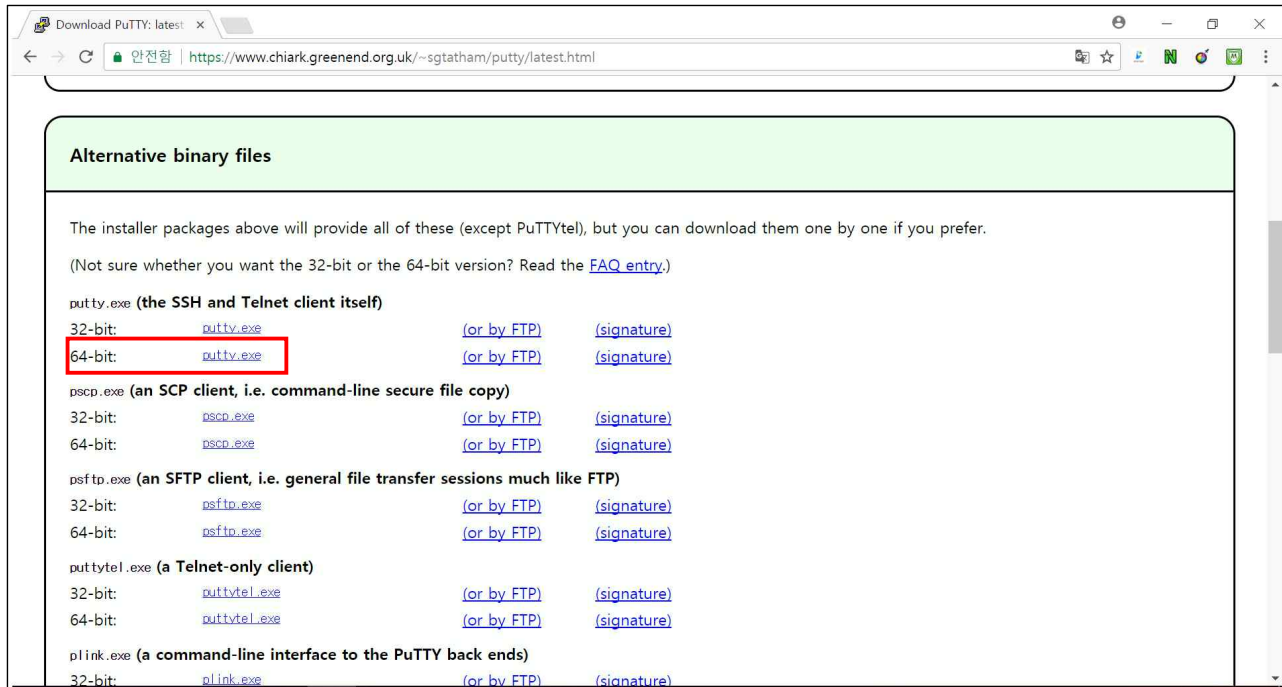 Download PuTTY: latest
안전함 https://www.chiark.greenend.org.uk/~sgtatham/putty/latest.html
Alternative binary files
The installer packages above will provide all of these (except PuTTYtel), but you can download them one by one if you prefer.
(Not sure whether you want the 32-bit or the 64-bit version? Read the FAQ entry.)
putty.exe (the SSH and Telnet client itself)
32-bit: putty.exe (or by FTP) (signature)
64-bit: putty.exe (or by FTP) (signature)
pscp.exe (an SCP client, i.e. command-line secure file copy)
32-bit: pscp.exe (or by FTP) (signature)
64-bit: pscp.exe (or by FTP) (signature)
psftp.exe (an SFTP client, i.e. general file transfer sessions much like FTP)
32-bit: psftp.exe (or by FTP) (signature)
64-bit: psftp.exe (or by FTP) (signature)
puttytel.exe (a Telnet-only client)
32-bit: puttytel.exe (or by FTP) (signature)
64-bit: puttytel.exe (or by FTP) (signature)
plink.exe (a command-line interface to the PuTTY back ends)
32-bit: plink.exe (or by FTP) (signature)